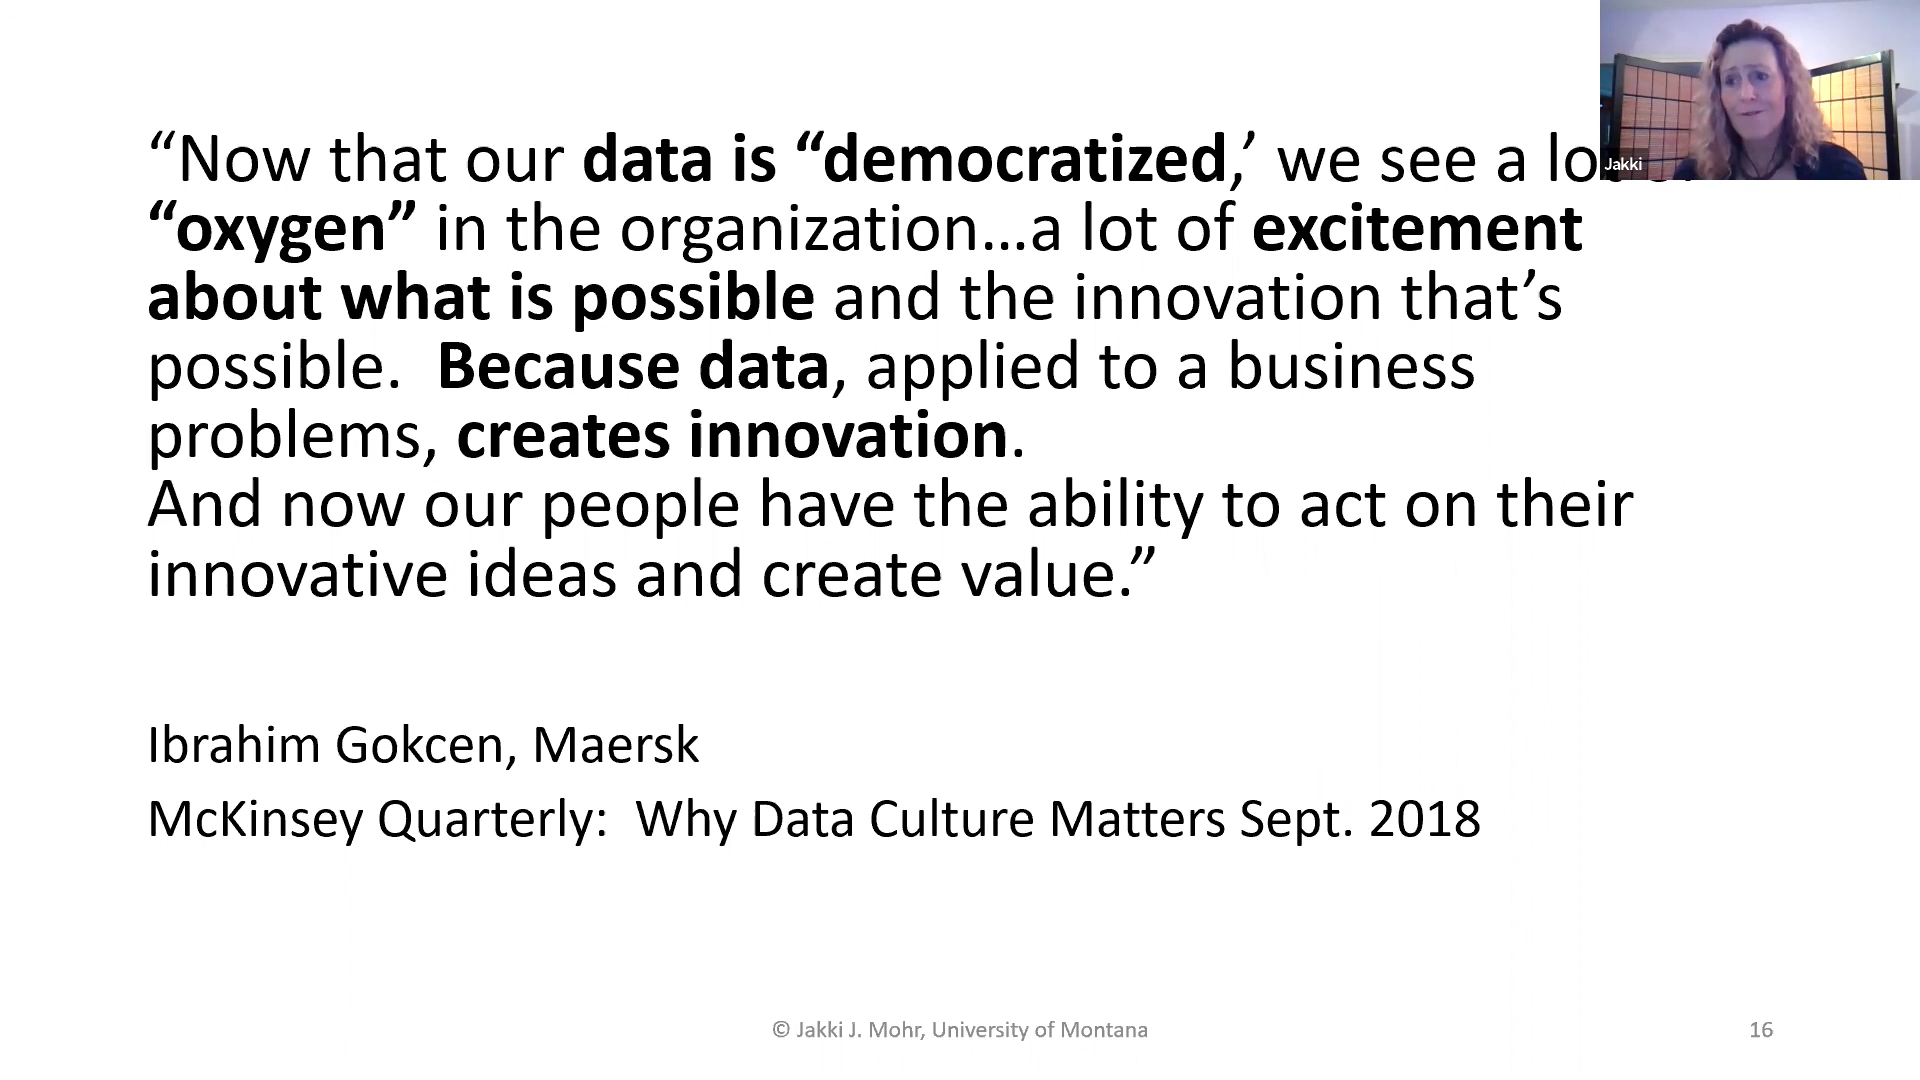 “Now that our data is “democratized,’ we see a lo
Jakki
“oxygen” in the organization…a lot of excitement
about what is possible and the innovation that’s
possible.  Because data, applied to a business
problems, creates innovation.
And now our people have the ability to act on their
innovative ideas and create value.”
Ibrahim Gokcen, Maersk
McKinsey Quarterly:  Why Data Culture Matters Sept. 2018
© Jakki J. Mohr, University of Montana
16